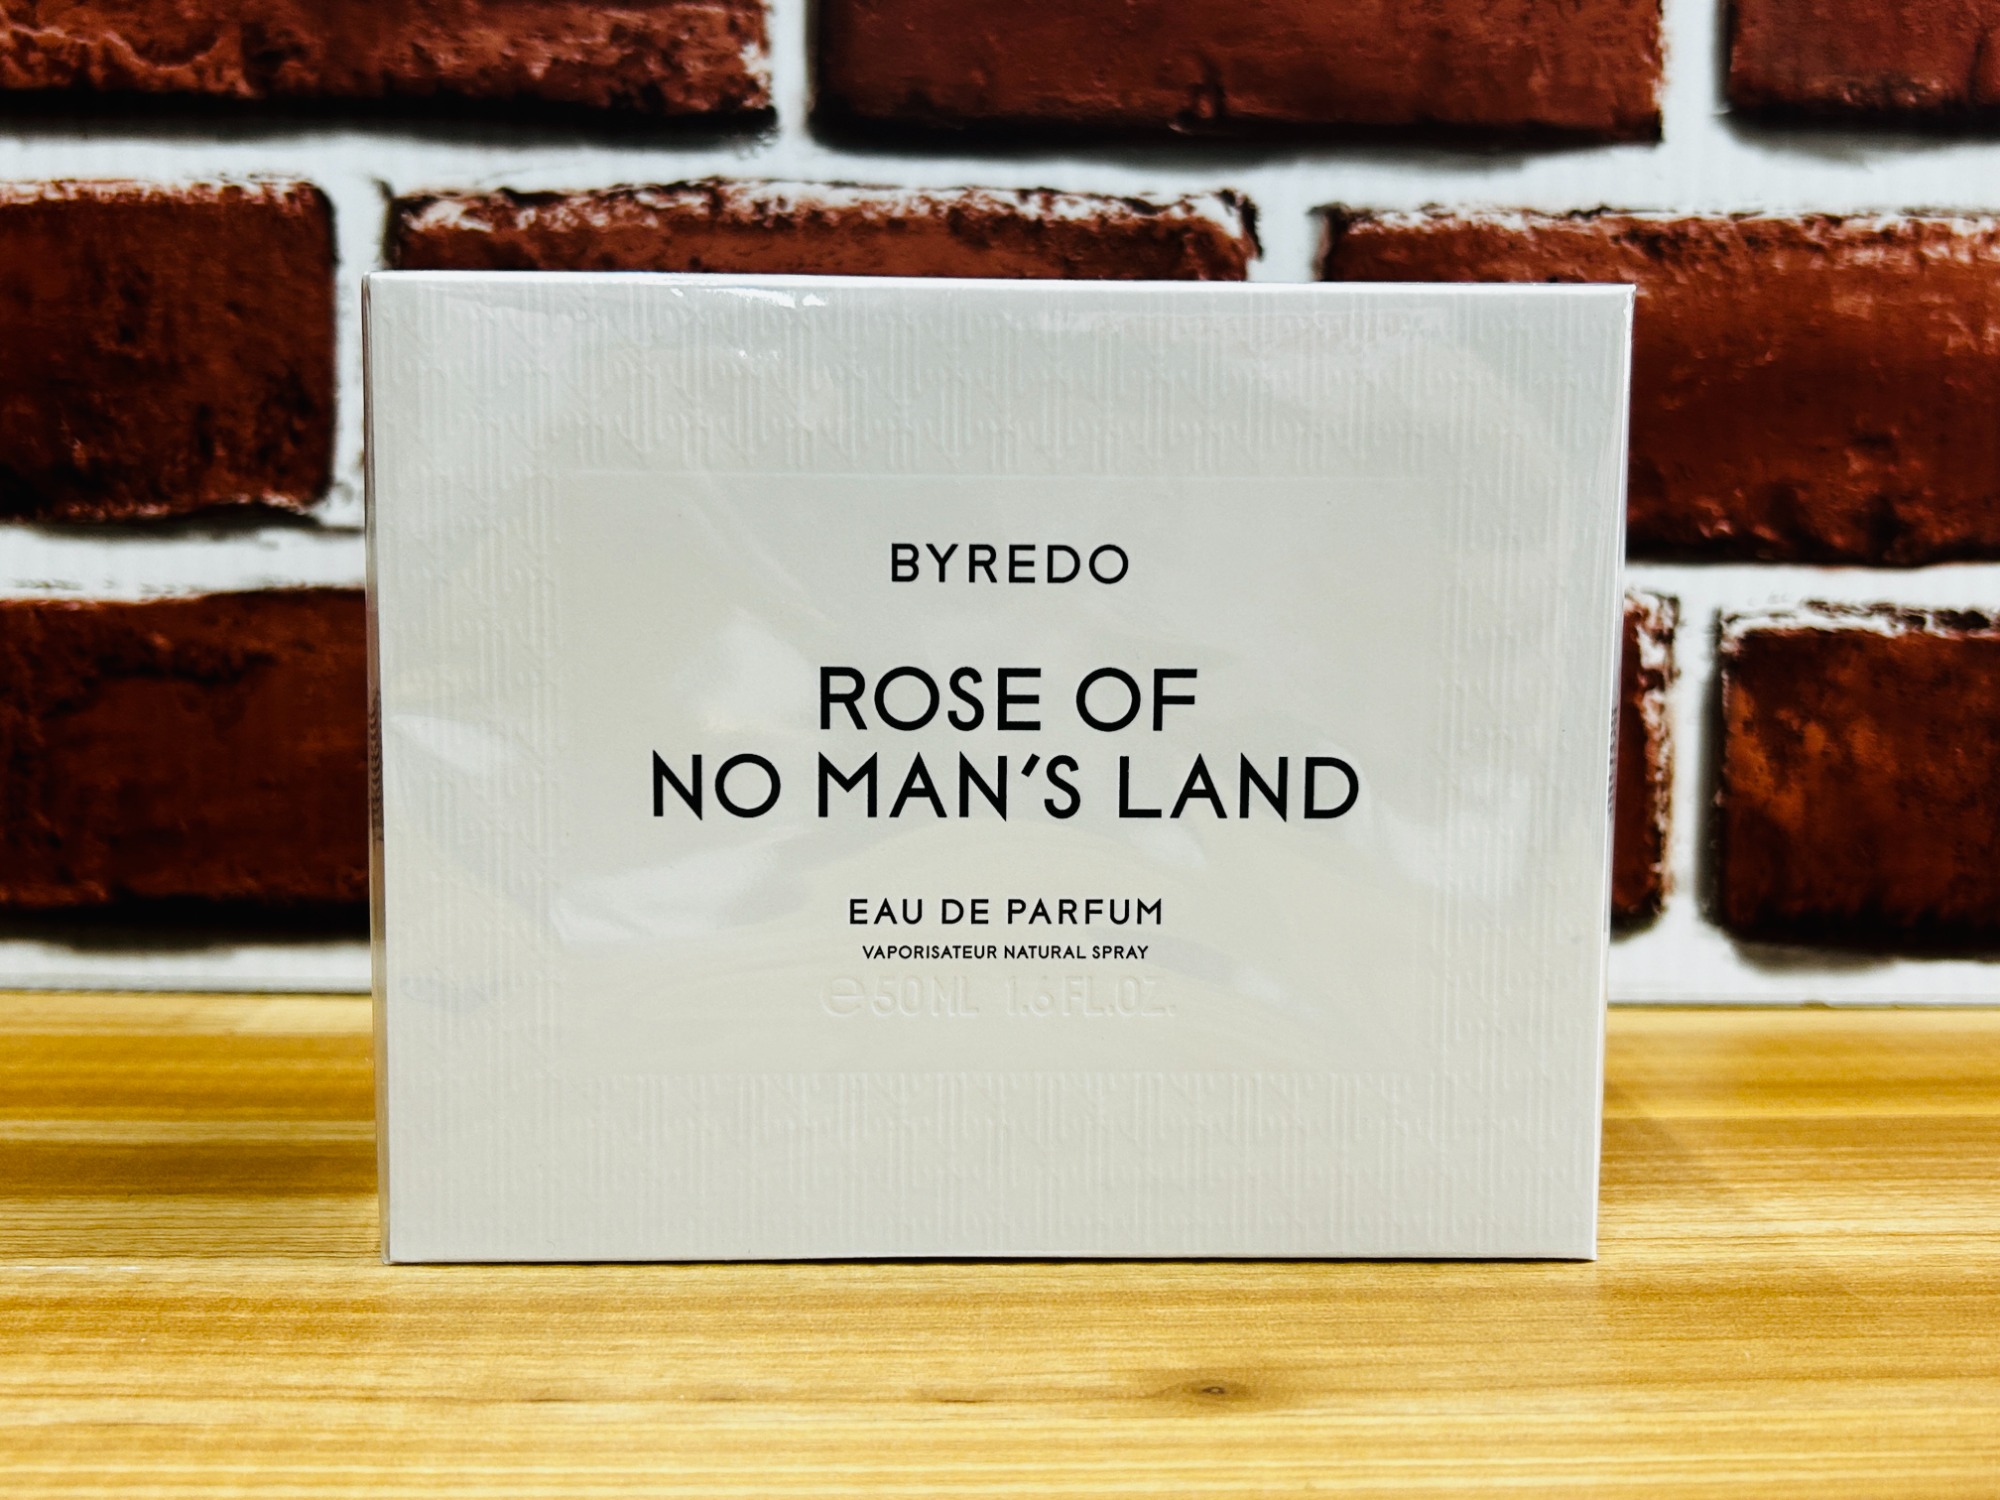 BYREDO
ROSE OF
NO MAN'S LAND
EAU DE PARFUM
VAPORISATEUR NATURAL SPRAY
℮ 50 ML 1.6 FL.OZ.